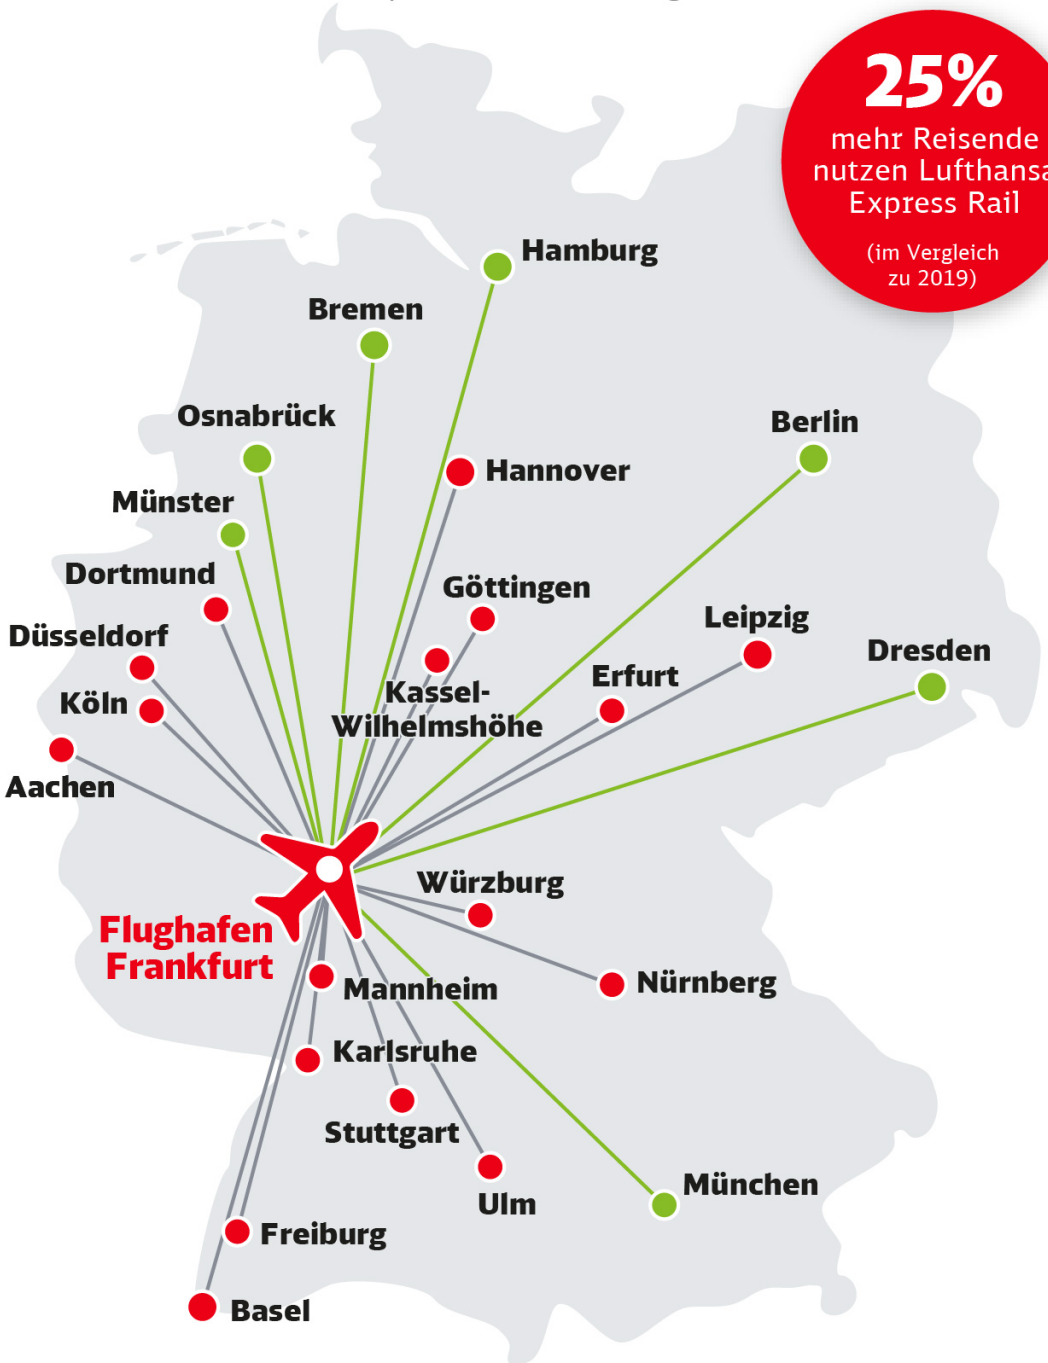 25%
mehr Reisende
nutzen Lufthansa
Express Rail
(im Vergleich
zu 2019)
Hamburg
Bremen
Osnabrück
Berlin
Hannover
Münster
Dortmund
Göttingen
Leipzig
Düsseldorf
Dresden
Erfurt
Kassel-
Wilhelmshöhe
Köln
Aachen
Würzburg
Flughafen
Frankfurt
Nürnberg
Mannheim
Karlsruhe
Stuttgart
München
Ulm
Freiburg
Basel